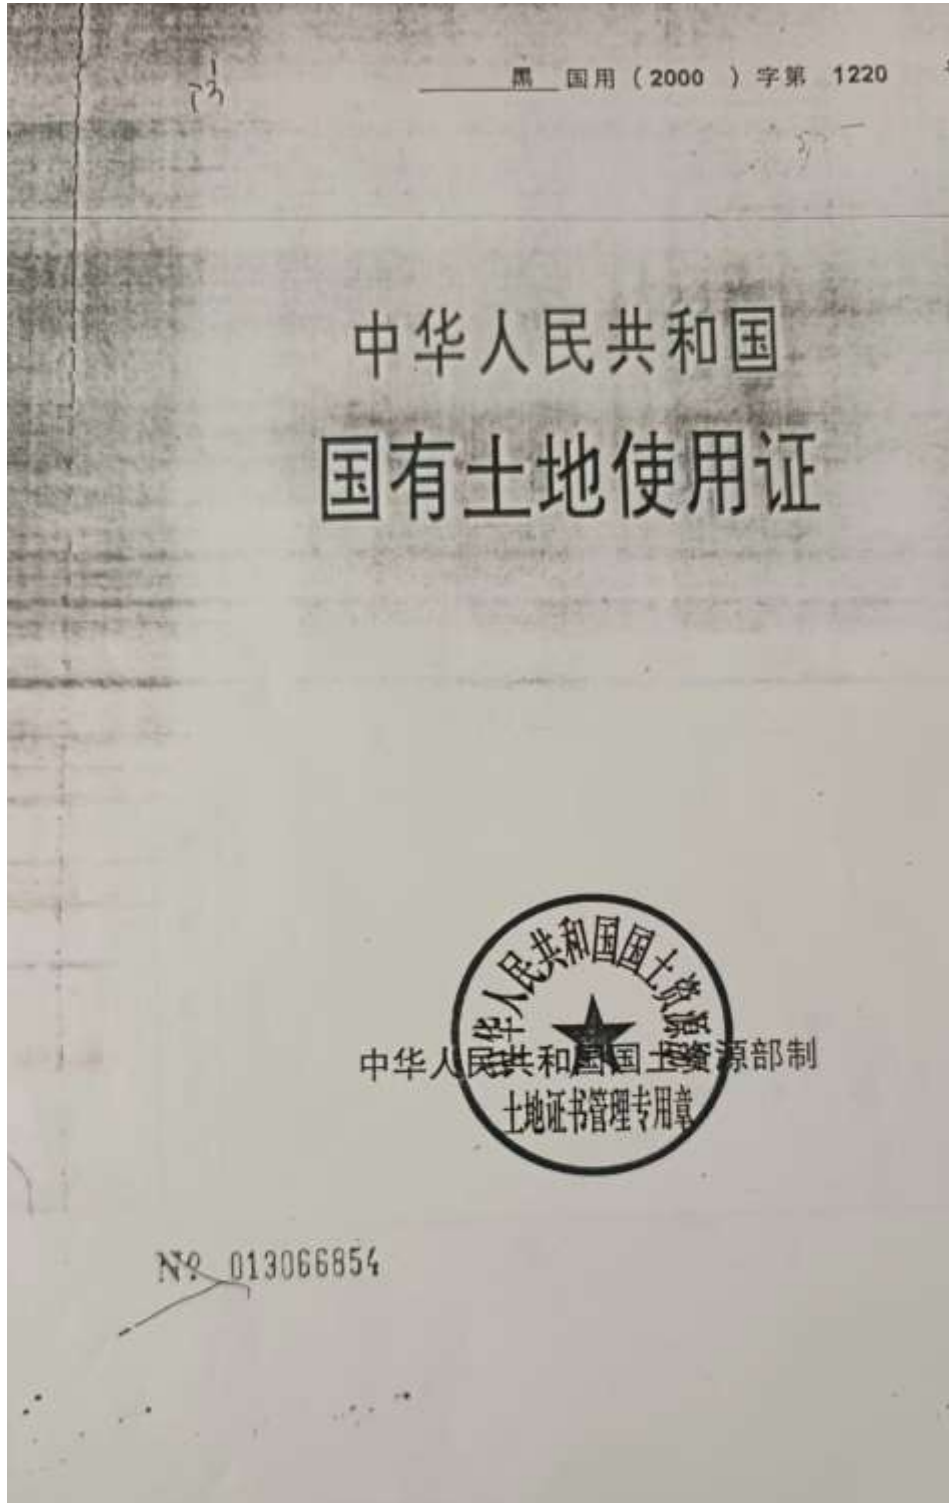 黑 国用（2000 ）字第 1220
中华人民共和国
国有土地使用证
中华人民共和国国土资源部
中华人民共和国国土资源部制
土地证书管理专用章
№ 013066854